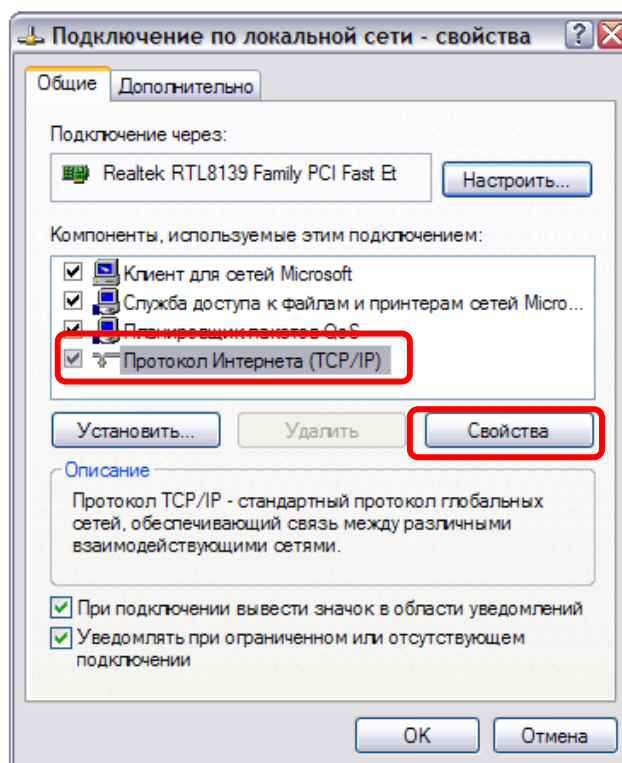 Подключение по локальной сети - свойства
Общие
Дополнительно
Подключение через:
Realtek RTL8139 Family PCI Fast Et
Настроить...
Компоненты, используемые этим подключением:
Клиент для сетей Microsoft
Служба доступа к файлам и принтерам сетей Micro...
Планировщик пакетов QoS
Протокол Интернета (TCP/IP)
Установить...
Удалить
Свойства
Описание
Протокол TCP/IP - стандартный протокол глобальных
сетей, обеспечивающий связь между различными
взаимодействующими сетями.
При подключении вывести значок в области уведомлений
Уведомлять при ограниченном или отсутствующем
подключении
OK
Отмена